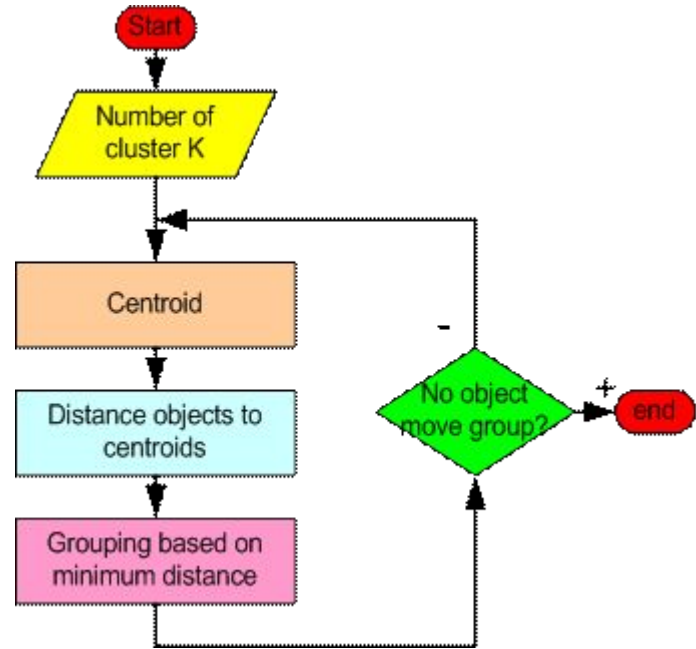 Start
Number of
cluster K
Centroid
Distance objects to
centroids
Grouping based on
minimum distance
-
No object
move group?
+
end